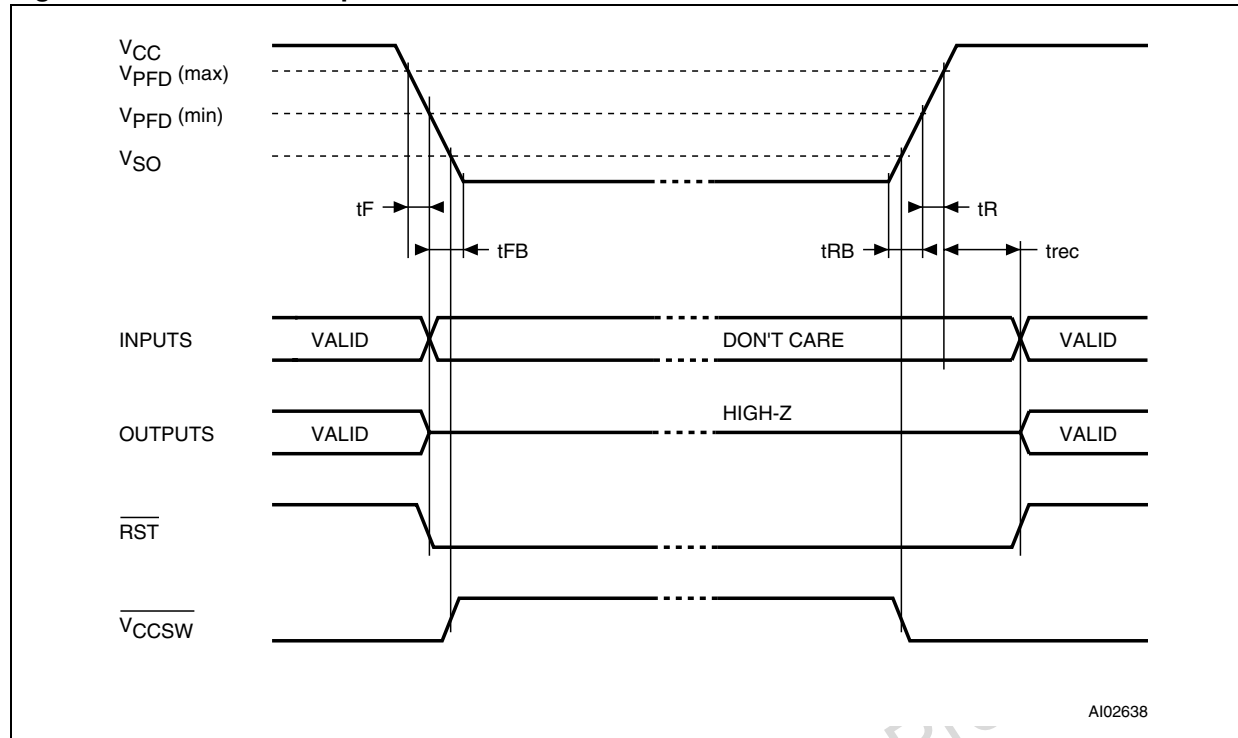 VCC
VPFD (max)
VPFD (min)
VSO
tF
tR
tFB
tRB
trec
INPUTS
VALID
DON'T CARE
VALID
HIGH-Z
OUTPUTS
VALID
VALID
RST
VCCSW
AI02638